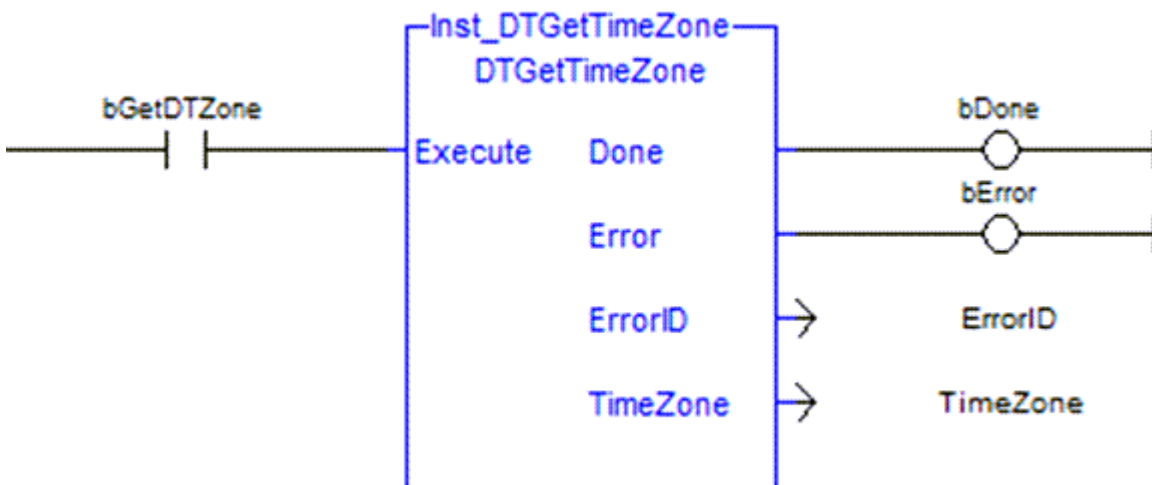 Inst_DTGetTimeZone
DTGetTimeZone
bGetDTZone
bDone
Execute Done
bError
Error
ErrorID ErrorID
TimeZone TimeZone